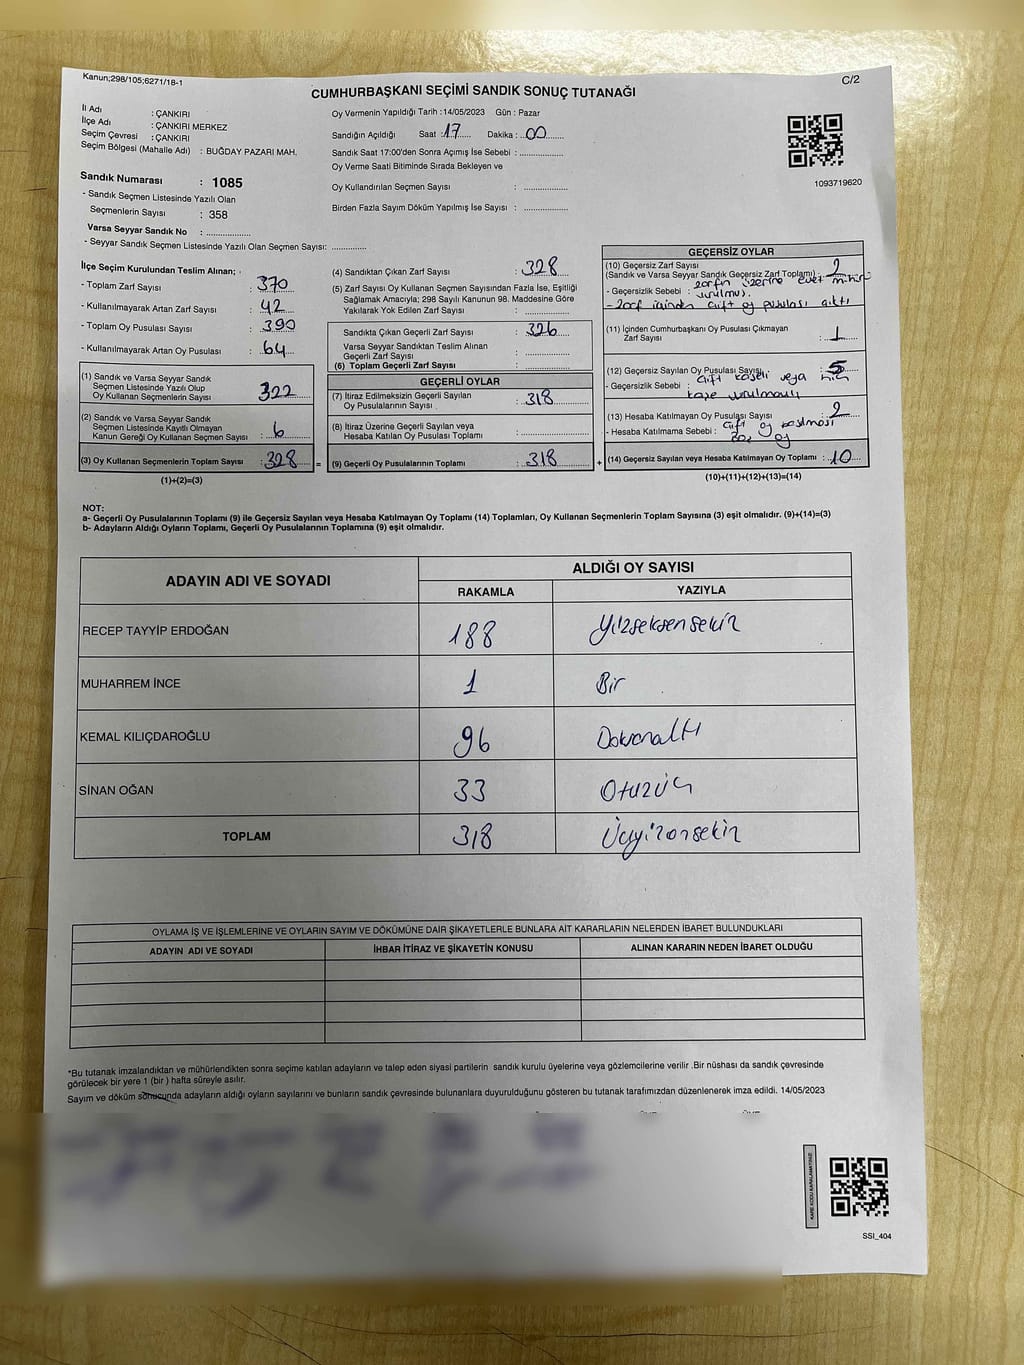 Kanun;298/105;6271/18-1
C/2
CUMHURBAŞKANI SEÇİMİ SANDIK SONUÇ TUTANAĞI
İl Adı : ÇANKIRI
İlçe Adı : ÇANKIRI MERKEZ
Seçim Çevresi : ÇANKIRI
Seçim Bölgesi (Mahalle Adı) : BUĞDAY PAZARI MAH.
Sandık Numarası : 1085
- Sandık Seçmen Listesinde Yazılı Olan
Seçmenlerin Sayısı : 358
Varsa Seyyar Sandık No : ....................
- Seyyar Sandık Seçmen Listesinde Yazılı Olan Seçmen Sayısı: ...............
Oy Vermenin Yapıldığı Tarih :14/05/2023 Gün : Pazar
Sandığın Açıldığı Saat :17...... Dakika :..00........
Sandık Saat 17:00'den Sonra Açımış İse Sebebi : ...................
Oy Verme Saati Bitiminde Sırada Bekleyen ve
Oy Kullandırılan Seçmen Sayısı : ...................
Birden Fazla Sayım Döküm Yapılmış İse Sayısı : ...................
1093719620
İlçe Seçim Kurulundan Teslim Alınan;
- Toplam Zarf Sayısı : 370
- Kullanılmayarak Artan Zarf Sayısı : 42
- Toplam Oy Pusulası Sayısı : 390
- Kullanılmayarak Artan Oy Pusulası : 64
(1) Sandık ve Varsa Seyyar Sandık
Seçmen Listesinde Yazılı Olup
Oy Kullanan Seçmenlerin Sayısı : 322
(2) Sandık ve Varsa Seyyar Sandık
Seçmen Listesinde Kayıtlı Olmayan
Kanun Gereği Oy Kullanan Seçmen Sayısı : 6
(3) Oy Kullanan Seçmenlerin Toplam Sayısı : 328 =
(1)+(2)=(3)
(4) Sandıktan Çıkan Zarf Sayısı : 328
(5) Zarf Sayısı Oy Kullanan Seçmen Sayısından Fazla İse, Eşitliği
Sağlamak Amacıyla; 298 Sayılı Kanunun 98. Maddesine Göre
Yakılarak Yok Edilen Zarf Sayısı : ...............
Sandıkta Çıkan Geçerli Zarf Sayısı : 326
Varsa Seyyar Sandıktan Teslim Alınan
Geçerli Zarf Sayısı : ...............
(6) Toplam Geçerli Zarf Sayısı : ...............
GEÇERLİ OYLAR
(7) İtiraz Edilmeksizin Geçerli Sayılan
Oy Pusulalarının Sayısı : 318
(8) İtiraz Üzerine Geçerli Sayılan veya
Hesaba Katılan Oy Pusulası Toplamı : ...............
(9) Geçerli Oy Pusulalarının Toplamı : 318 +
GEÇERSİZ OYLAR
(10) Geçersiz Zarf Sayısı
(Sandık ve Varsa Seyyar Sandık Geçersiz Zarf Toplamı) : 2
- Geçersizlik Sebebi : zarfın üzerine evet mührü
vurulmuş.
- zarf içinden çift oy pusulası çıktı
(11) İçinden Cumhurbaşkanı Oy Pusulası Çıkmayan
Zarf Sayısı : 1
(12) Geçersiz Sayılan Oy Pusulası Sayısı : 5
- Geçersizlik Sebebi : çift kaşeli veya hiç
kaşe vurulmamış
(13) Hesaba Katılmayan Oy Pusulası Sayısı : 2
- Hesaba Katılmama Sebebi : çift oy basılması
oy
(14) Geçersiz Sayılan veya Hesaba Katılmayan Oy Toplamı : 10
(10)+(11)+(12)+(13)=(14)
NOT:
a- Geçerli Oy Pusulalarının Toplamı (9) ile Geçersiz Sayılan veya Hesaba Katılmayan Oy Toplamı (14) Toplamları, Oy Kullanan Seçmenlerin Toplam Sayısına (3) eşit olmalıdır. (9)+(14)=(3)
b- Adayların Aldığı Oyların Toplamı, Geçerli Oy Pusulalarının Toplamına (9) eşit olmalıdır.
ADAYIN ADI VE SOYADI ALDIĞI OY SAYISI
RAKAMLA YAZIYLA
RECEP TAYYİP ERDOĞAN 188 Yüzseksensekiz
MUHARREM İNCE 1 Bir
KEMAL KILIÇDAROĞLU 96 Doksanaltı
SİNAN OĞAN 33 Otuzüç
TOPLAM 318 Üçyüzonsekiz
OYLAMA İŞ VE İŞLEMLERİNE VE OYLARIN SAYIM VE DÖKÜMÜNE DAİR ŞİKAYETLERLE BUNLARA AİT KARARLARIN NELERDEN İBARET BULUNDUKLARI
ADAYIN ADI VE SOYADI İHBAR İTİRAZ VE ŞİKAYETİN KONUSU ALINAN KARARIN NEDEN İBARET OLDUĞU
*Bu tutanak imzalandıktan ve mühürlendikten sonra seçime katılan adayların ve talep eden siyasi partilerin sandık kurulu üyelerine veya gözlemcilerine verilir .Bir nüshası da sandık çevresinde
görülecek bir yere 1 (bir ) hafta süreyle asılır.
Sayım ve döküm sonucunda adayların aldığı oyların sayılarını ve bunların sandık çevresinde bulunanlara duyurulduğunu gösteren bu tutanak tarafımızdan düzenlenerek imza edildi. 14/05/2023
SSI_404